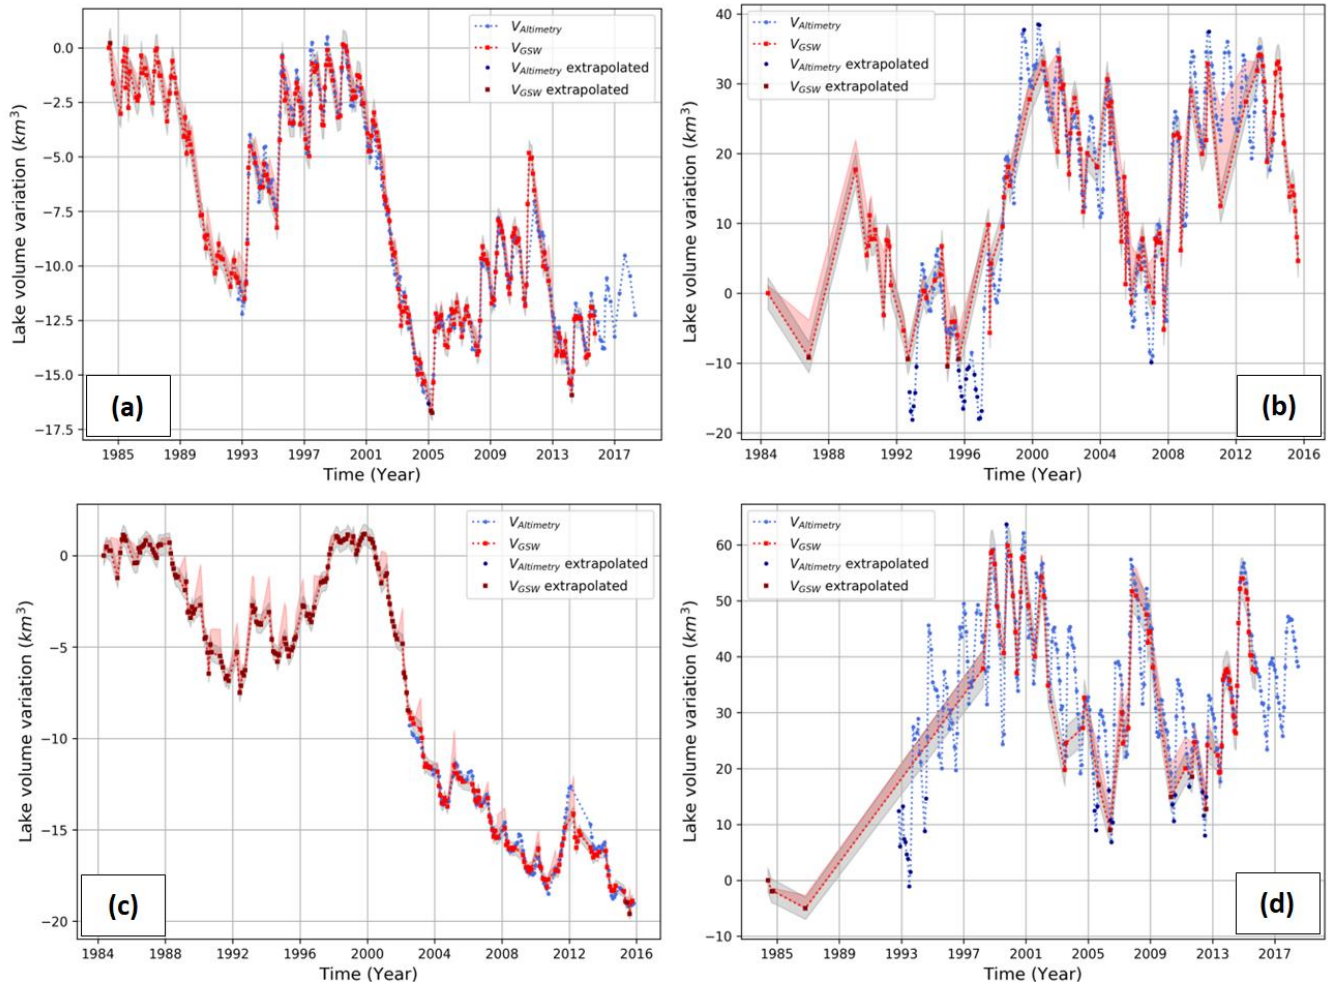 V_Altimetry
V_GSW
V_Altimetry extrapolated
V_GSW extrapolated
0.0
−2.5
−5.0
−7.5
−10.0
−12.5
−15.0
−17.5
Lake volume variation (km³)
(a)
1985 1989 1993 1997 2001 2005 2009 2013 2017
Time (Year)
V_Altimetry
V_GSW
V_Altimetry extrapolated
V_GSW extrapolated
40
30
20
10
0
−10
−20
Lake volume variation (km³)
(b)
1984 1988 1992 1996 2000 2004 2008 2012 2016
Time (Year)
V_Altimetry
V_GSW
V_Altimetry extrapolated
V_GSW extrapolated
0
−5
−10
−15
−20
Lake volume variation (km³)
(c)
1984 1988 1992 1996 2000 2004 2008 2012 2016
Time (Year)
V_Altimetry
V_GSW
V_Altimetry extrapolated
V_GSW extrapolated
60
50
40
30
20
10
0
−10
Lake volume variation (km³)
(d)
1985 1989 1993 1997 2001 2005 2009 2013 2017
Time (Year)